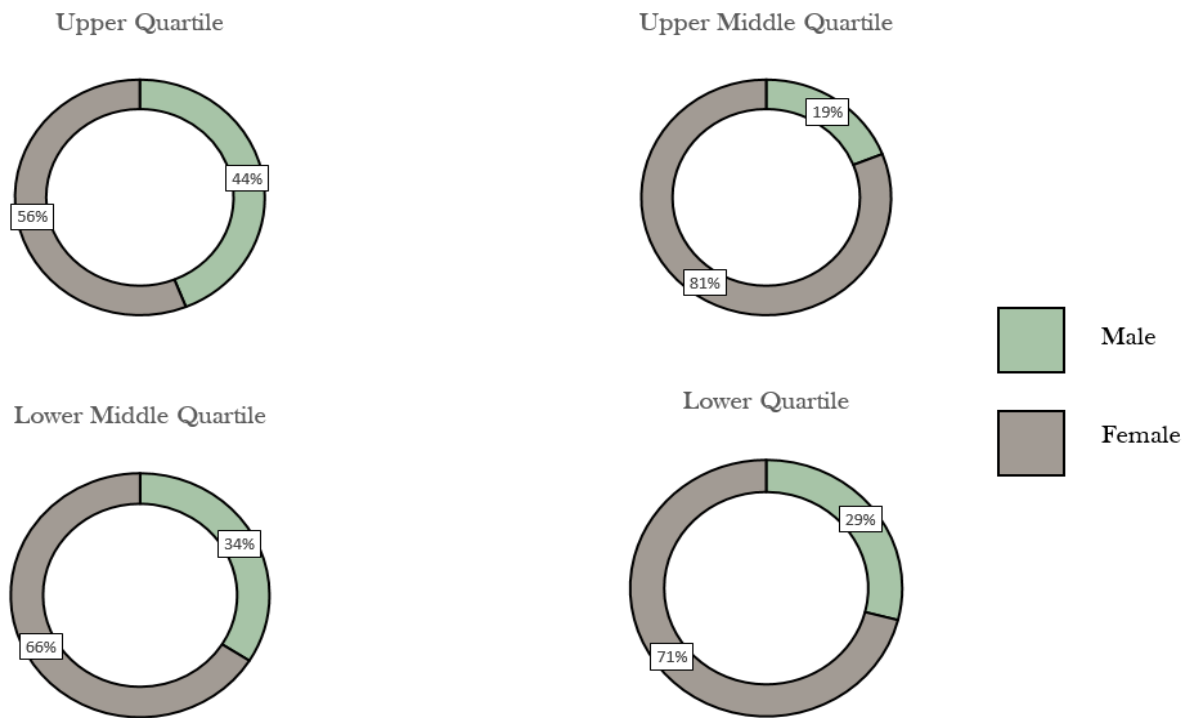 Upper Quartile
Upper Middle Quartile
44%
56%
19%
81%
Male
Female
Lower Middle Quartile
Lower Quartile
34%
66%
29%
71%